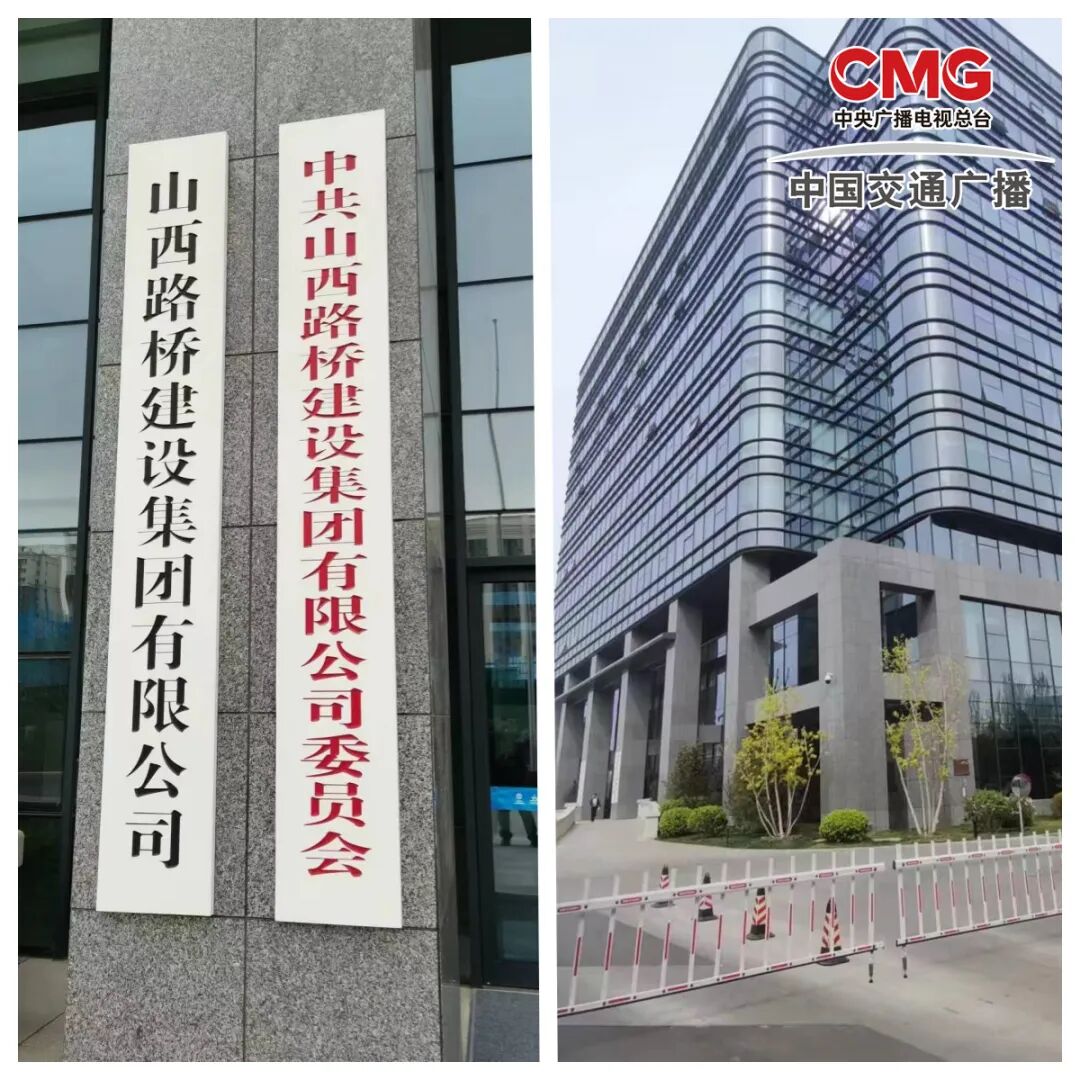 山西路桥建设集团有限公司
中共山西路桥建设集团有限公司委员会
CMG
中央广播电视总台
中国交通广播